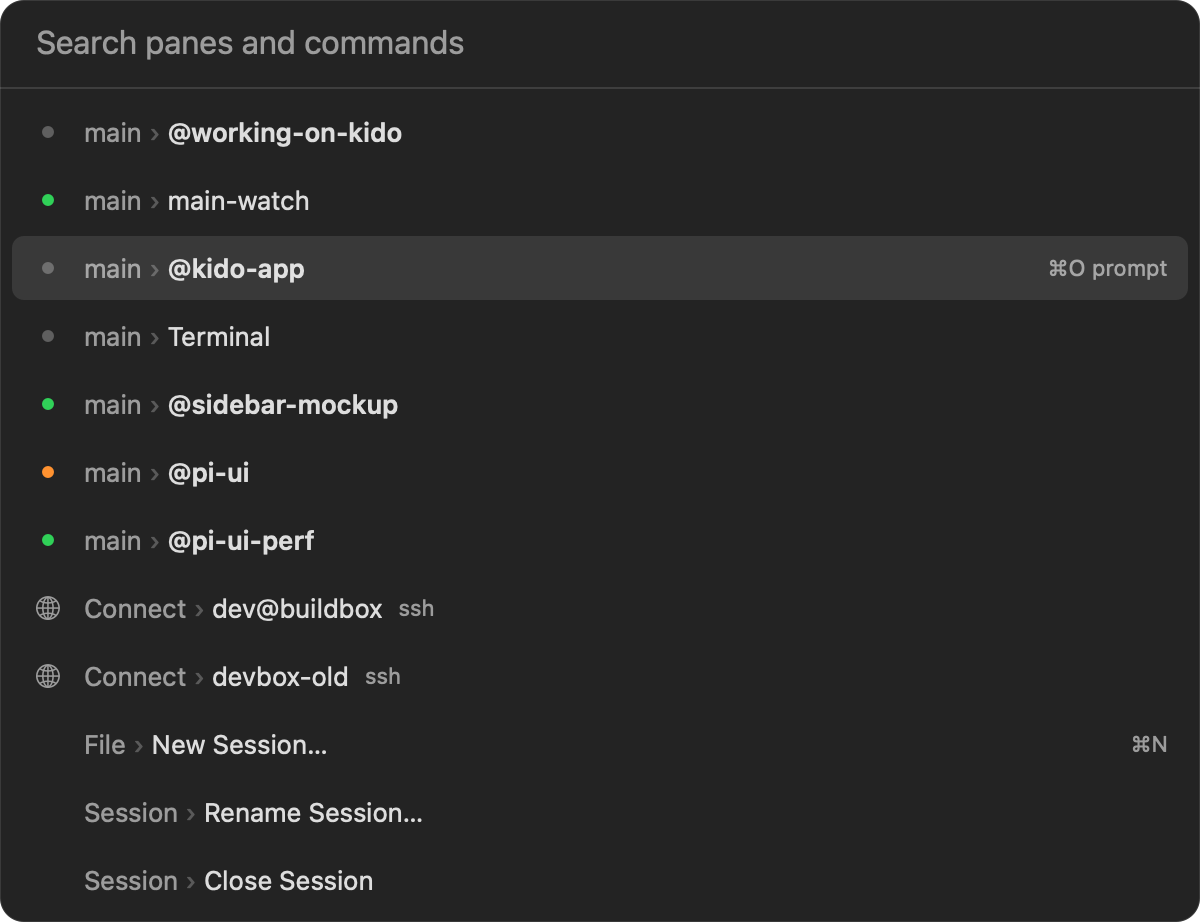 Search panes and commands
main › @working-on-kido
main › main-watch
main › @kido-app ⌘O prompt
main › Terminal
main › @sidebar-mockup
main › @pi-ui
main › @pi-ui-perf
Connect › dev@buildbox ssh
Connect › devbox-old ssh
File › New Session... ⌘N
Session › Rename Session...
Session › Close Session